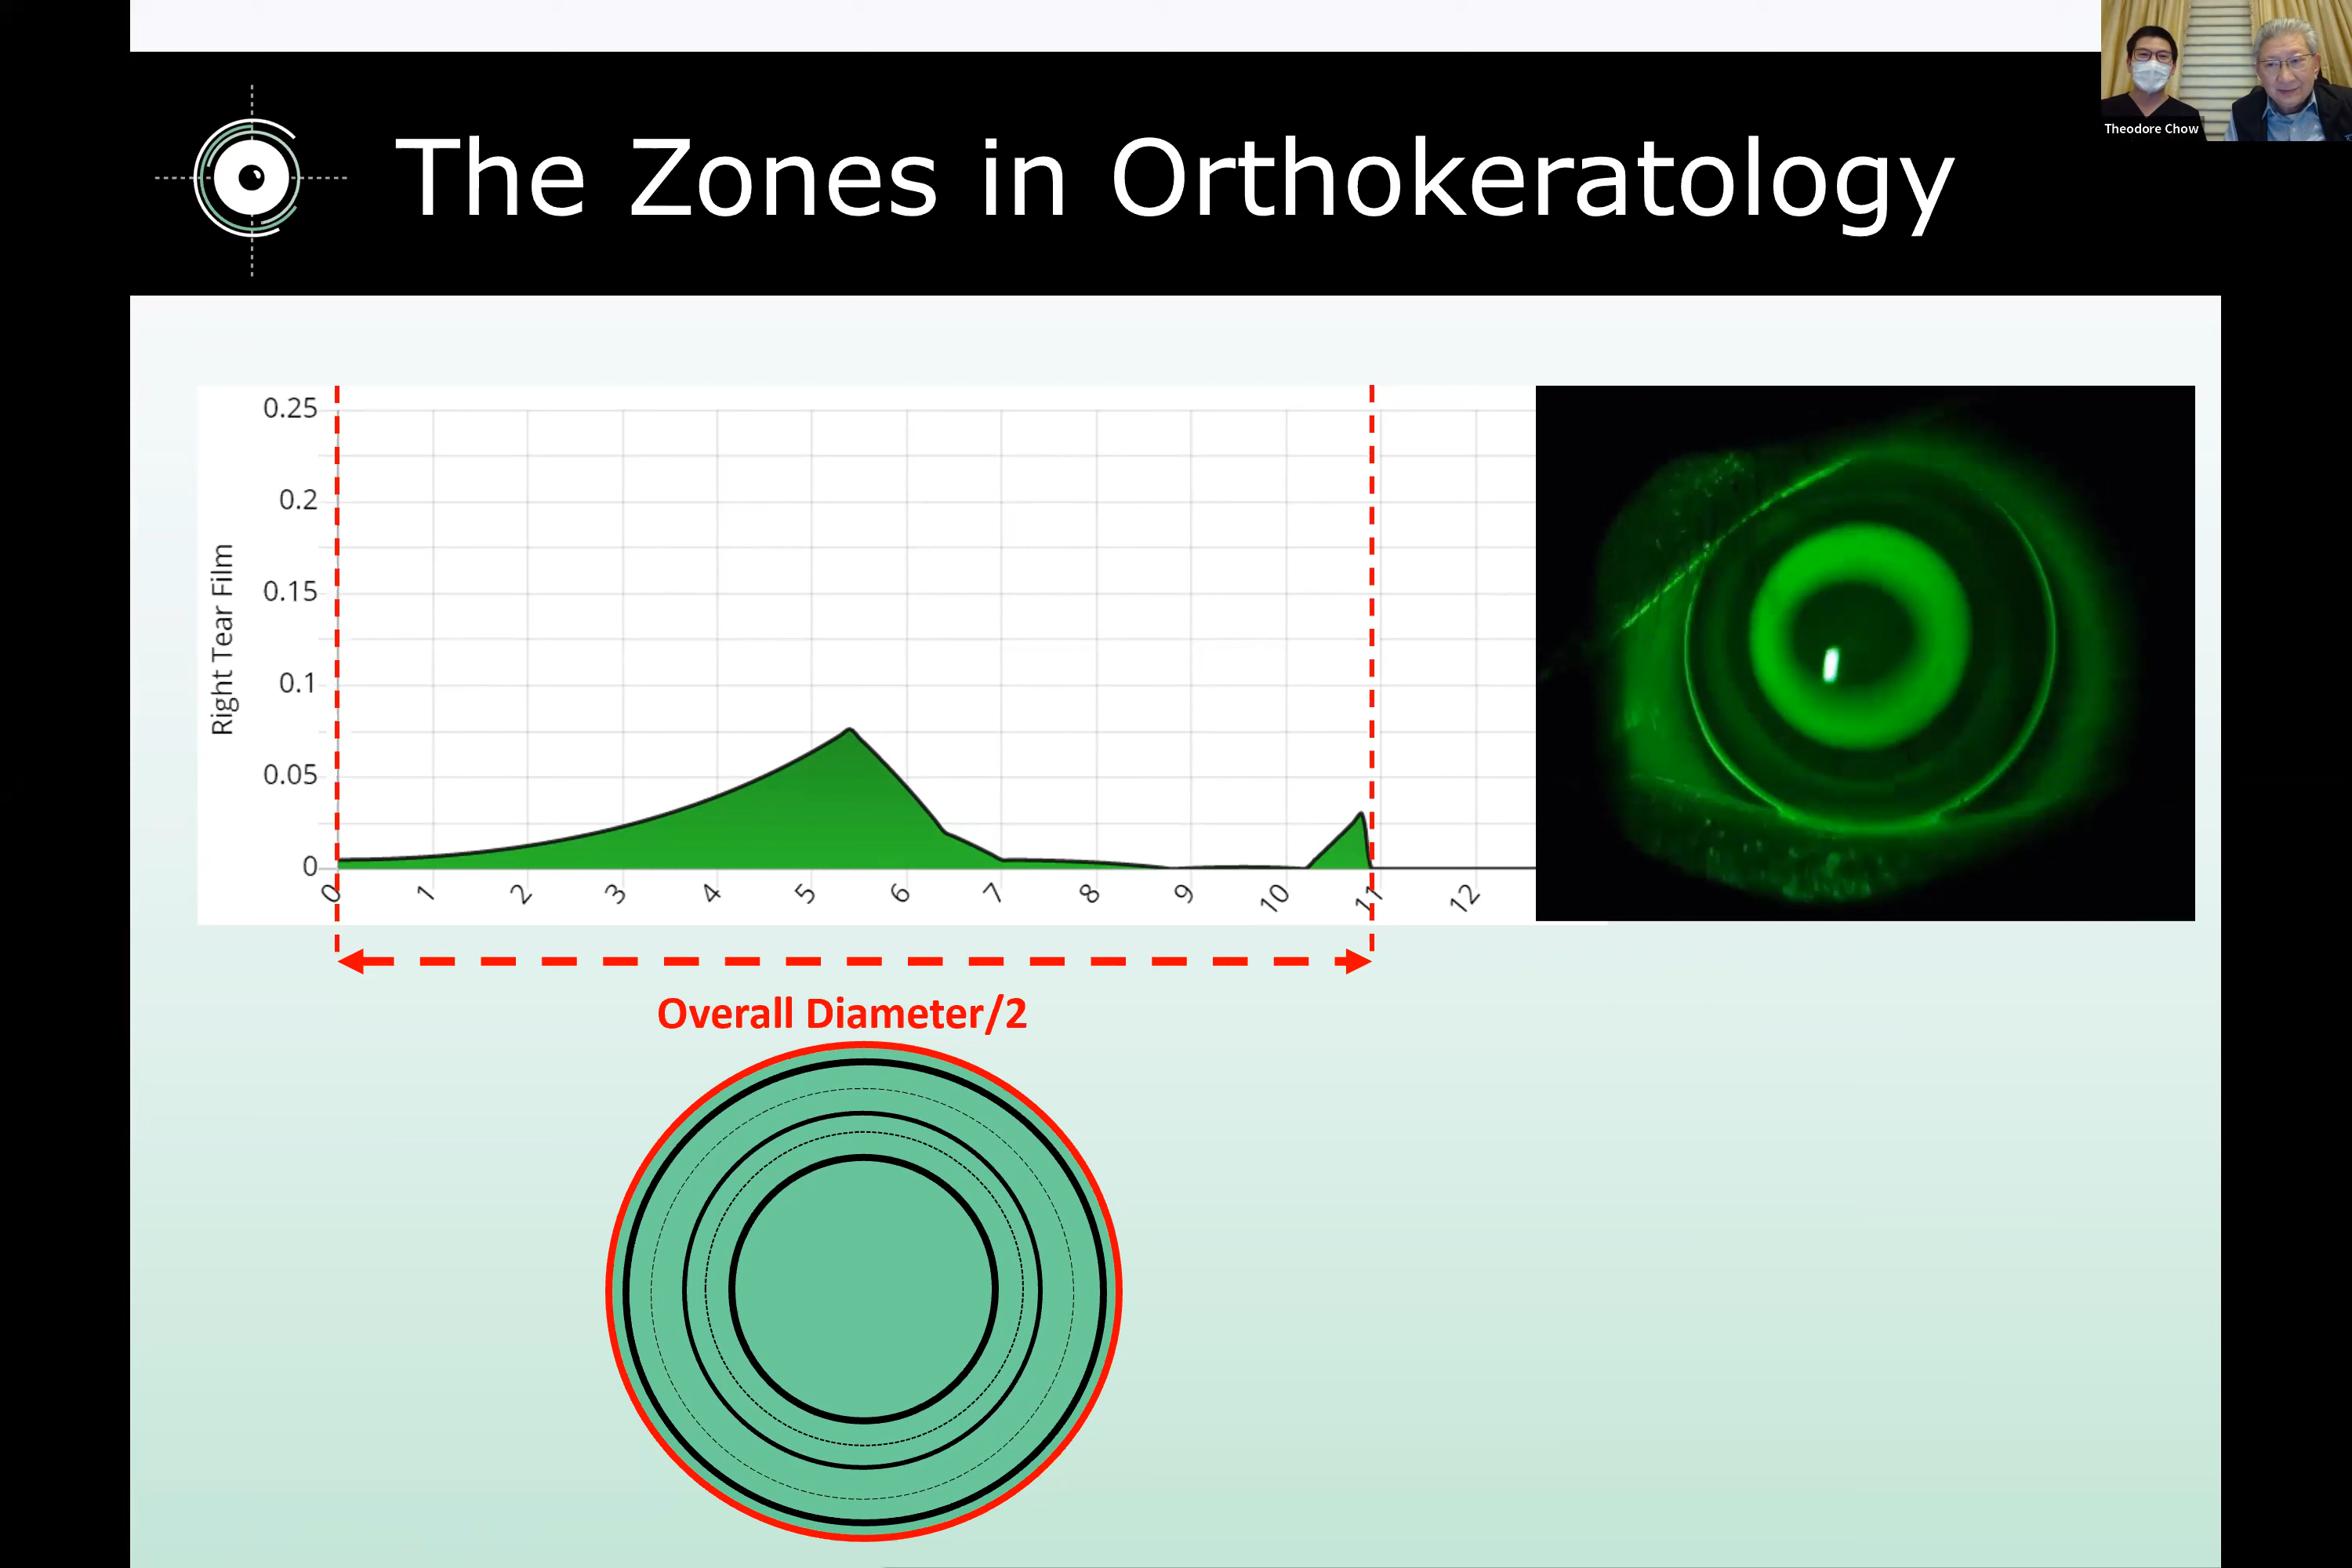 Theodore Chow
The Zones in Orthokeratology
Right Tear Film
0.25
0.2
0.15
0.1
0.05
0
0 1 2 3 4 5 6 7 8 9 10 11 12
Overall Diameter/2